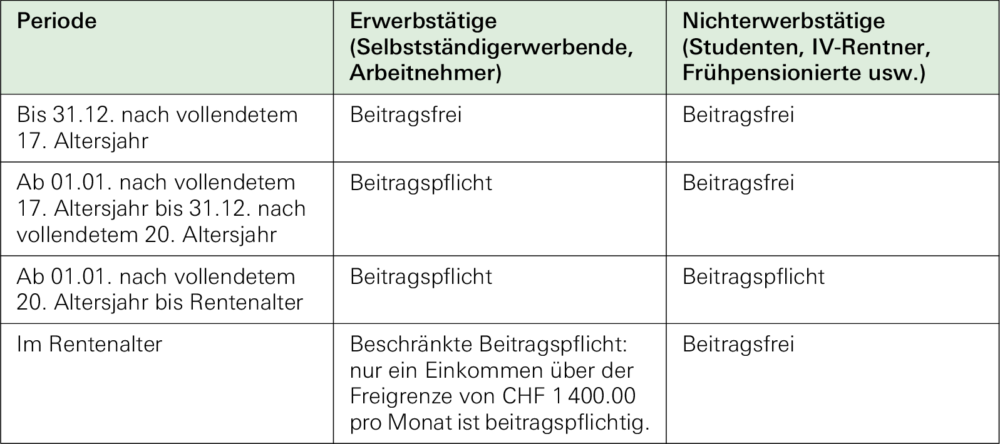 Periode
Erwerbstätige
(Selbstständigerwerbende,
Arbeitnehmer)
Nichterwerbstätige
(Studenten, IV-Rentner,
Frühpensionierte usw.)
Bis 31.12. nach vollendetem
17. Altersjahr
Beitragsfrei
Beitragsfrei
Ab 01.01. nach vollendetem
17. Altersjahr bis 31.12. nach
vollendetem 20. Altersjahr
Beitragspflicht
Beitragsfrei
Ab 01.01. nach vollendetem
20. Altersjahr bis Rentenalter
Beitragspflicht
Beitragspflicht
Im Rentenalter
Beschränkte Beitragspflicht:
nur ein Einkommen über der
Freigrenze von CHF 1 400.00
pro Monat ist beitragspflichtig.
Beitragsfrei